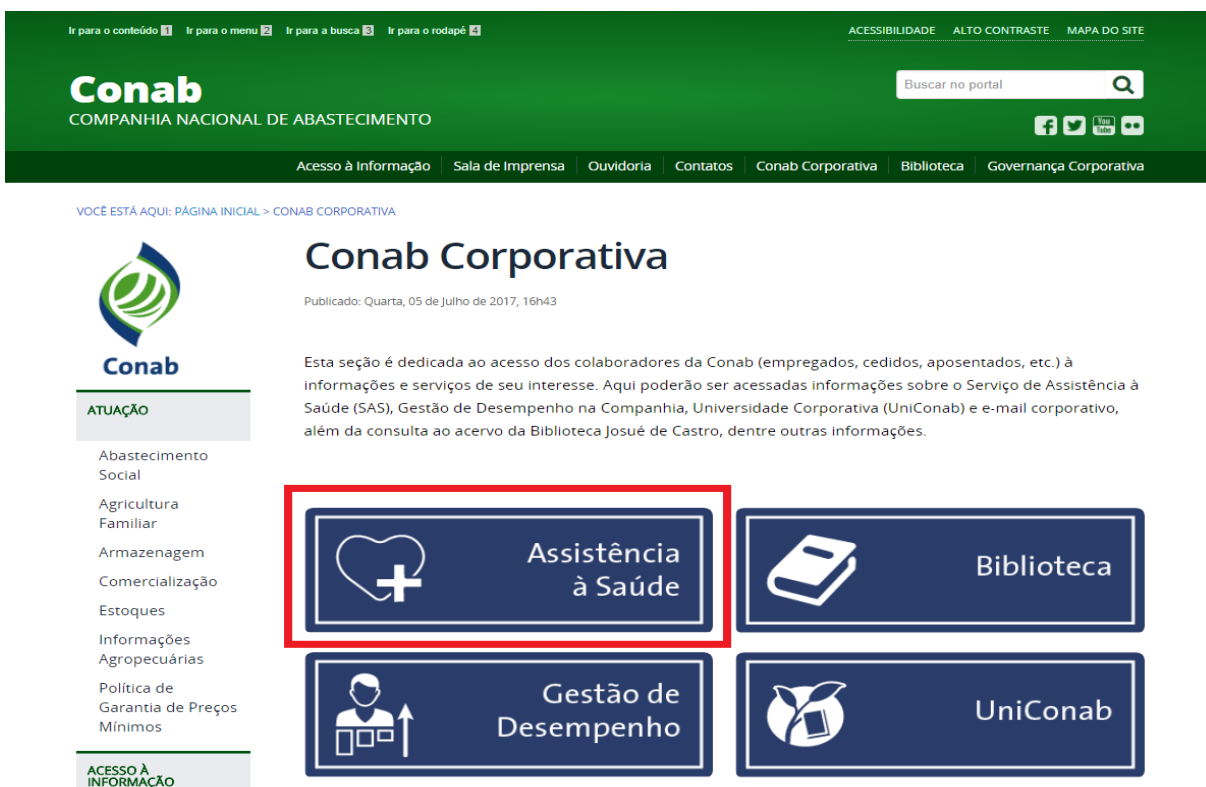 Ir para o conteúdo 1 Ir para o menu 2 Ir para a busca 3 Ir para o rodapé 4
ACESSIBILIDADE ALTO CONTRASTE MAPA DO SITE
Conab
COMPANHIA NACIONAL DE ABASTECIMENTO
Buscar no portal
You Tube
Acesso à Informação Sala de Imprensa Ouvidoria Contatos Conab Corporativa Biblioteca Governança Corporativa
VOCÊ ESTÁ AQUI: PÁGINA INICIAL > CONAB CORPORATIVA
Conab
ATUAÇÃO
Abastecimento
Social
Agricultura
Familiar
Armazenagem
Comercialização
Estoques
Informações
Agropecuárias
Política de
Garantia de Preços
Mínimos
ACESSO À
INFORMAÇÃO
Conab Corporativa
Publicado: Quarta, 05 de Julho de 2017, 16h43
Esta seção é dedicada ao acesso dos colaboradores da Conab (empregados, cedidos, aposentados, etc.) à
informações e serviços de seu interesse. Aqui poderão ser acessadas informações sobre o Serviço de Assistência à
Saúde (SAS), Gestão de Desempenho na Companhia, Universidade Corporativa (UniConab) e e-mail corporativo,
além da consulta ao acervo da Biblioteca Josué de Castro, dentre outras informações.
Assistência
à Saúde
Biblioteca
Gestão de
Desempenho
UniConab